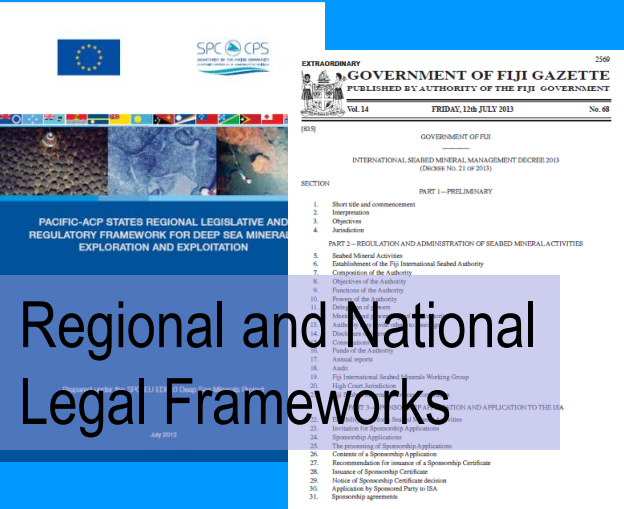 SPC CPS
PACIFIC-ACP STATES REGIONAL LEGISLATIVE AND
REGULATORY FRAMEWORK FOR DEEP SEA MINERAL
EXPLORATION AND EXPLOITATION
July 2012
EXTRAORDINARY
2569
GOVERNMENT OF FIJI GAZETTE
PUBLISHED BY AUTHORITY OF THE FIJI GOVERNMENT
Vol. 14 FRIDAY, 12th JULY 2013 No. 68
[835]
GOVERNMENT OF FIJI
INTERNATIONAL SEABED MINERAL MANAGEMENT DECREE 2013
(DECREE NO. 21 OF 2013)
SECTION
PART 1—PRELIMINARY
1. Short title and commencement
2. Interpretation
3. Objectives
4. Jurisdiction
PART 2—REGULATION AND ADMINISTRATION OF SEABED MINERAL ACTIVITIES
5. Seabed Mineral Activities
6. Establishment of the Fiji International Seabed Authority
7. Composition of the Authority
8. Objectives of the Authority
9. Functions of the Authority
10. Powers of the Authority
11.
16. Funds of the Authority
17. Annual reports
18. Audit
19. Fiji International Seabed Minerals Working Group
20. High Court Jurisdiction
23. Invitation for Sponsorship Applications
24. Sponsorship Applications
25. The processing of Sponsorship Applications
26. Contents of a Sponsorship Application
27. Recommendation for issuance of a Sponsorship Certificate
28. Issuance of Sponsorship Certificate
29. Notice of Sponsorship Certificate decision
30. Application by Sponsored Party to ISA
31. Sponsorship agreements
Regional and National
Legal Frameworks